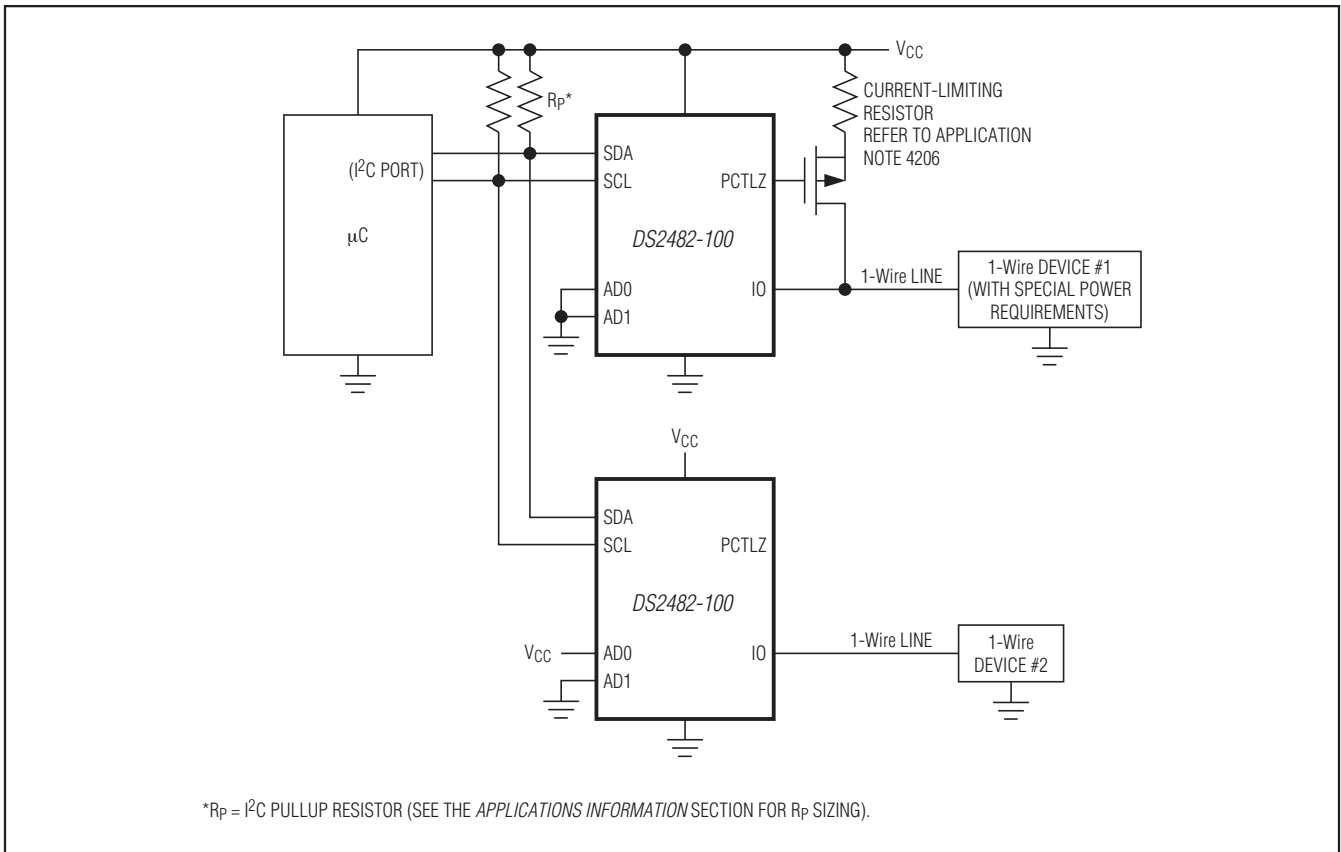 VCC
RP*
CURRENT-LIMITING
RESISTOR
REFER TO APPLICATION
NOTE 4206
(I2C PORT)
μC
SDA
SCL
PCTLZ
DS2482-100
AD0
AD1
IO
1-Wire LINE
1-Wire DEVICE #1
(WITH SPECIAL POWER
REQUIREMENTS)
VCC
SDA
SCL
PCTLZ
DS2482-100
VCC
AD0
AD1
IO
1-Wire LINE
1-Wire
DEVICE #2
*RP = I2C PULLUP RESISTOR (SEE THE APPLICATIONS INFORMATION SECTION FOR RP SIZING).